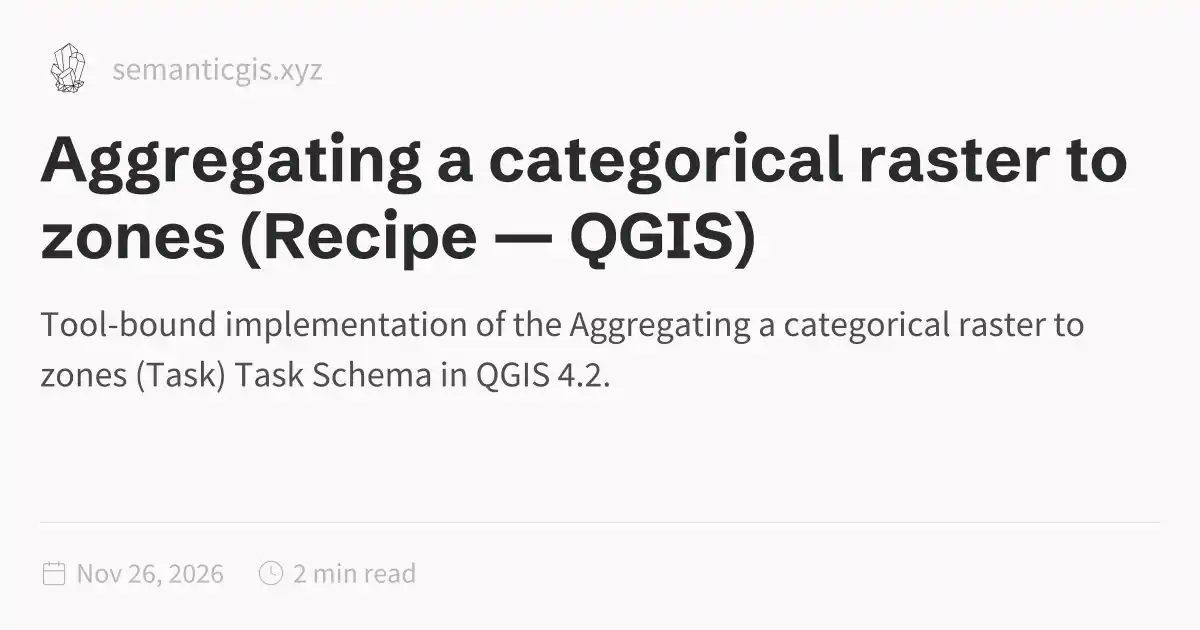 semanticgis.xyz
Aggregating a categorical raster to
zones (Recipe — QGIS)
Tool-bound implementation of the Aggregating a categorical raster to
zones (Task) Task Schema in QGIS 4.2.
Nov 26, 2026 2 min read